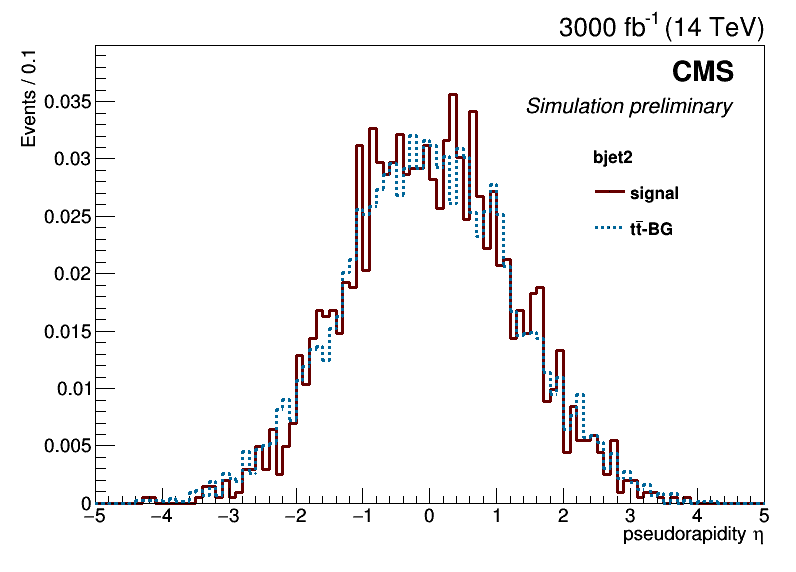 3000 fb⁻¹ (14 TeV)
Events / 0.1
CMS
Simulation preliminary
bjet2
signal
tt̄-BG
0.035
0.03
0.025
0.02
0.015
0.01
0.005
0
−5 −4 −3 −2 −1 0 1 2 3 4 5
pseudorapidity η